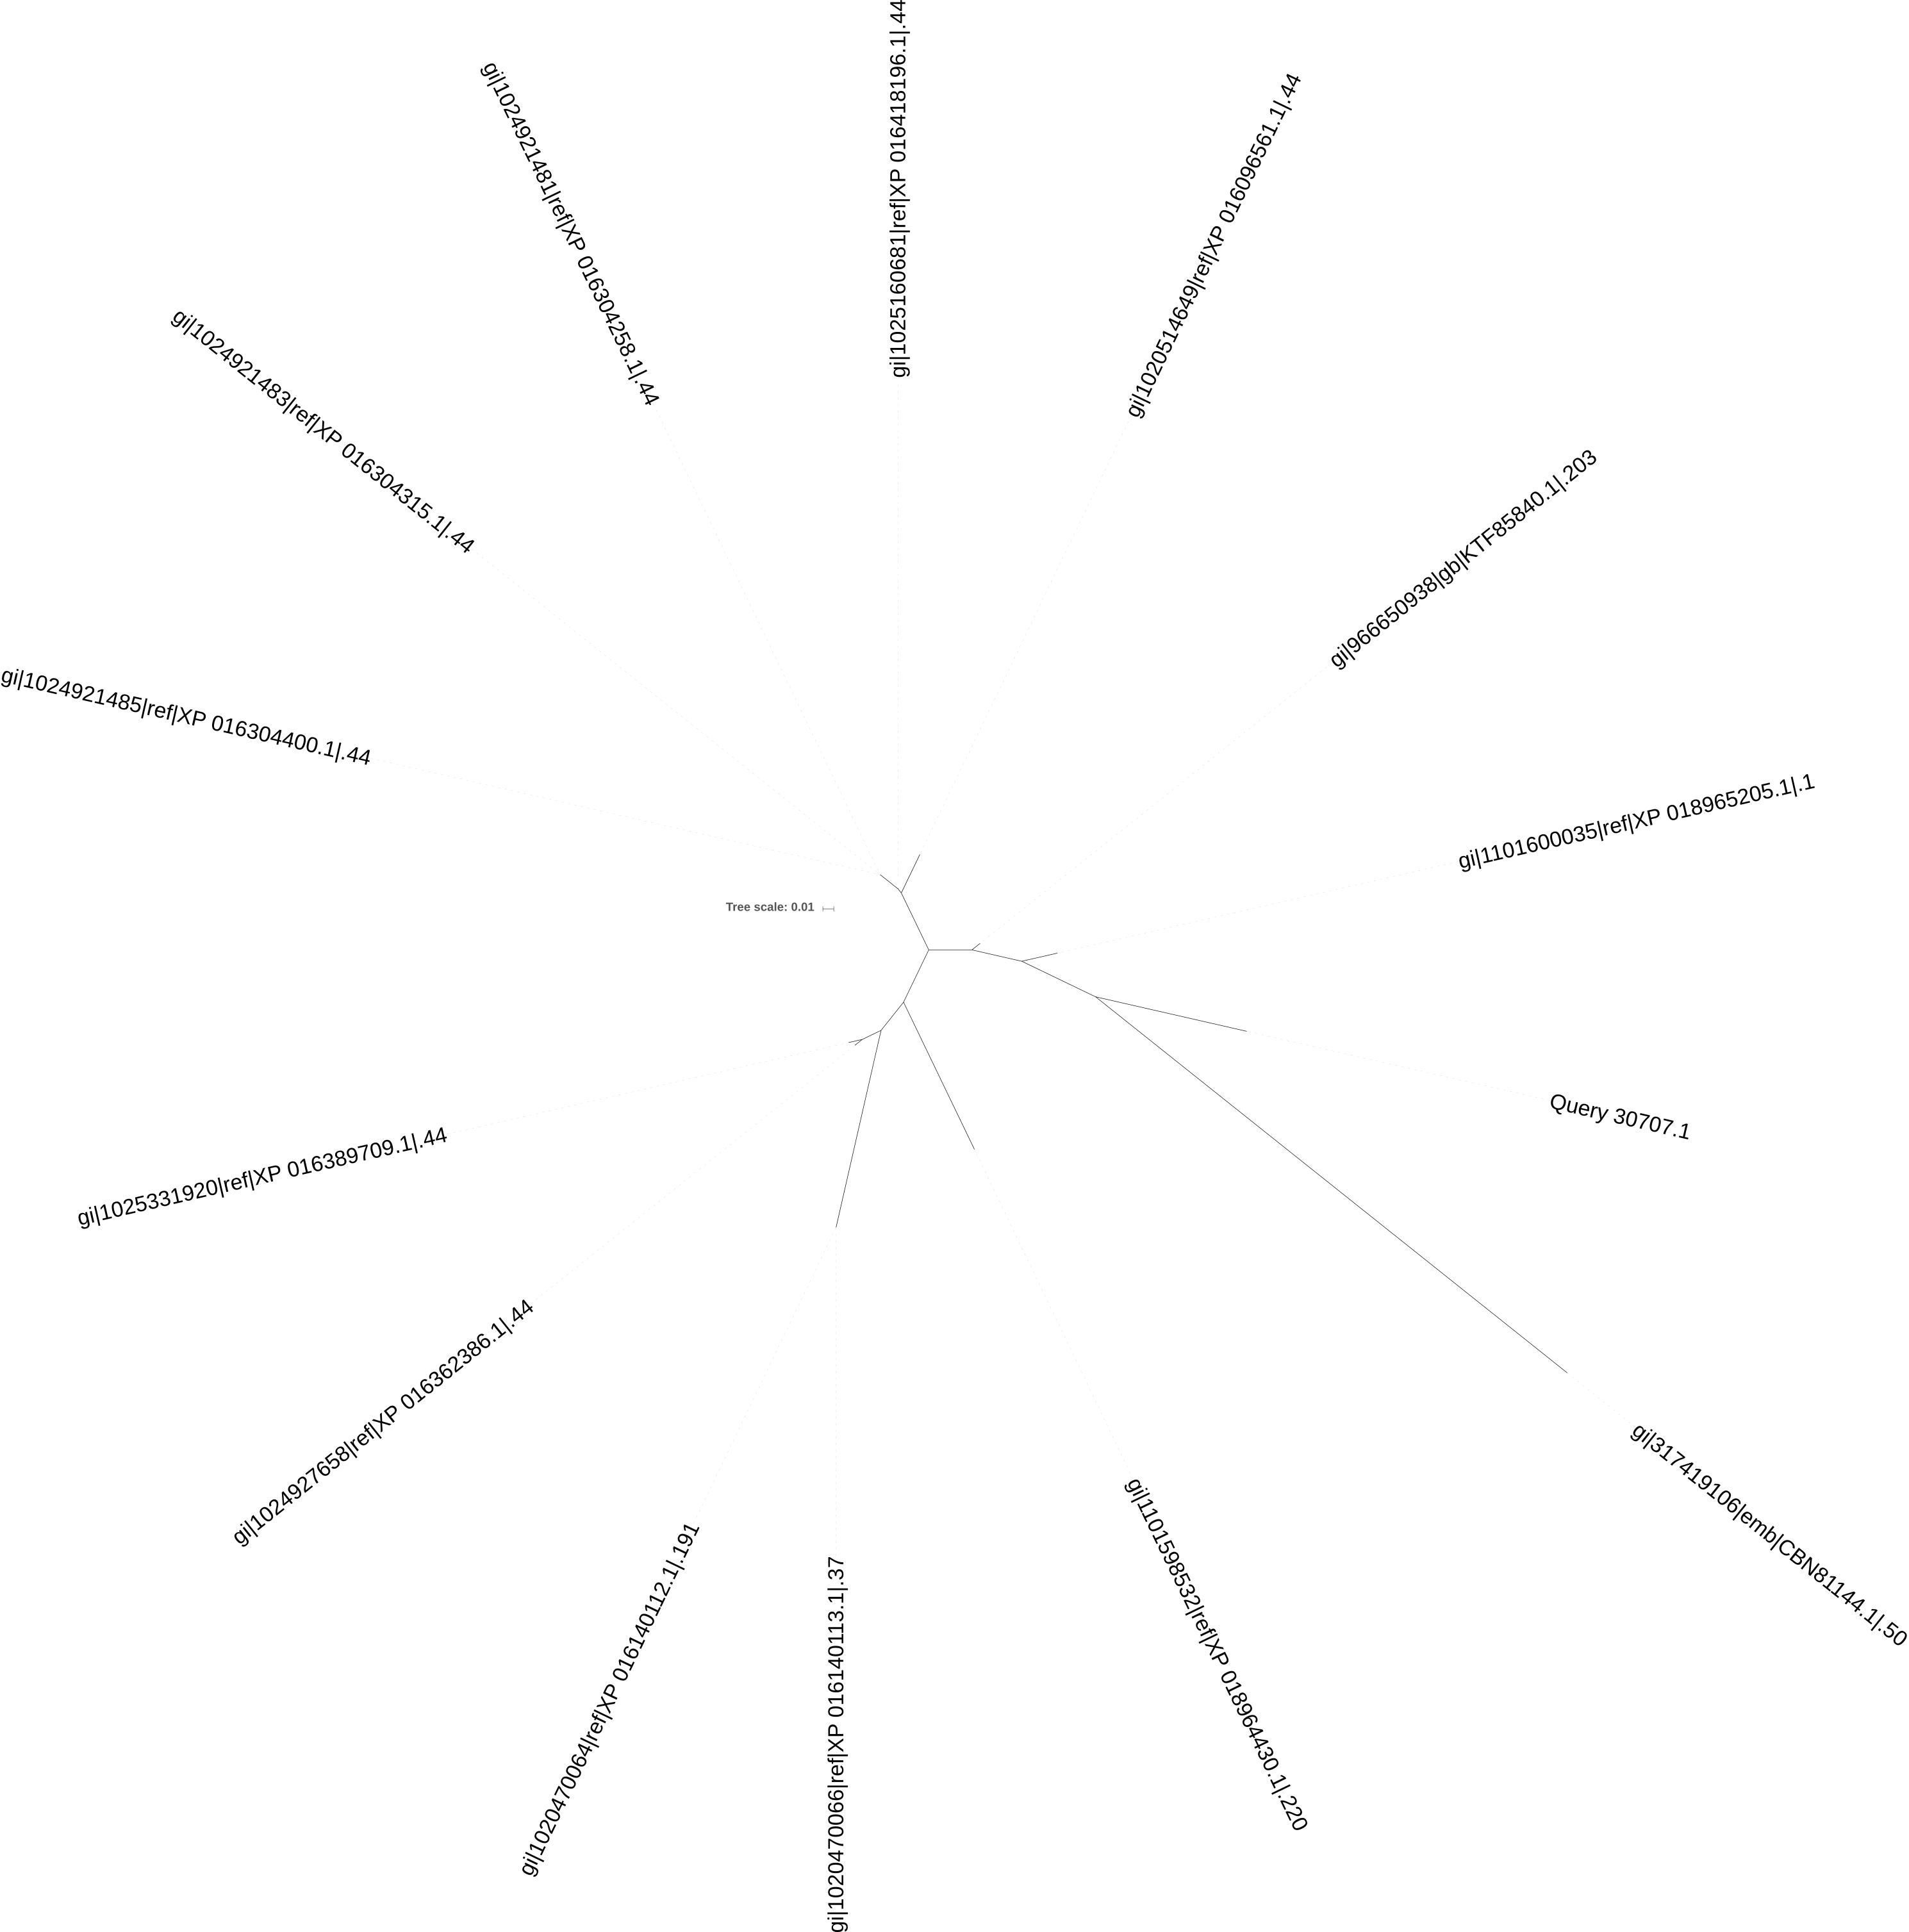 gi|1025160681|ref|XP 016418196.1|.44
gi|1024921481|ref|XP 016304258.1|.44
gi|1020514649|ref|XP 016096561.1|.44
gi|1024921483|ref|XP 016304315.1|.44
gi|966650938|gb|KTF85840.1|.203
gi|1024921485|ref|XP 016304400.1|.44
gi|1101600035|ref|XP 018965205.1|.1
Tree scale: 0.01
Query 30707.1
gi|1025331920|ref|XP 016389709.1|.44
gi|1024927658|ref|XP 016362386.1|.44
gi|317419106|emb|CBN81144.1|.50
gi|1101598532|ref|XP 018964430.1|.220
gi|1020470064|ref|XP 016140112.1|.191
gi|1020470066|ref|XP 016140113.1|.37